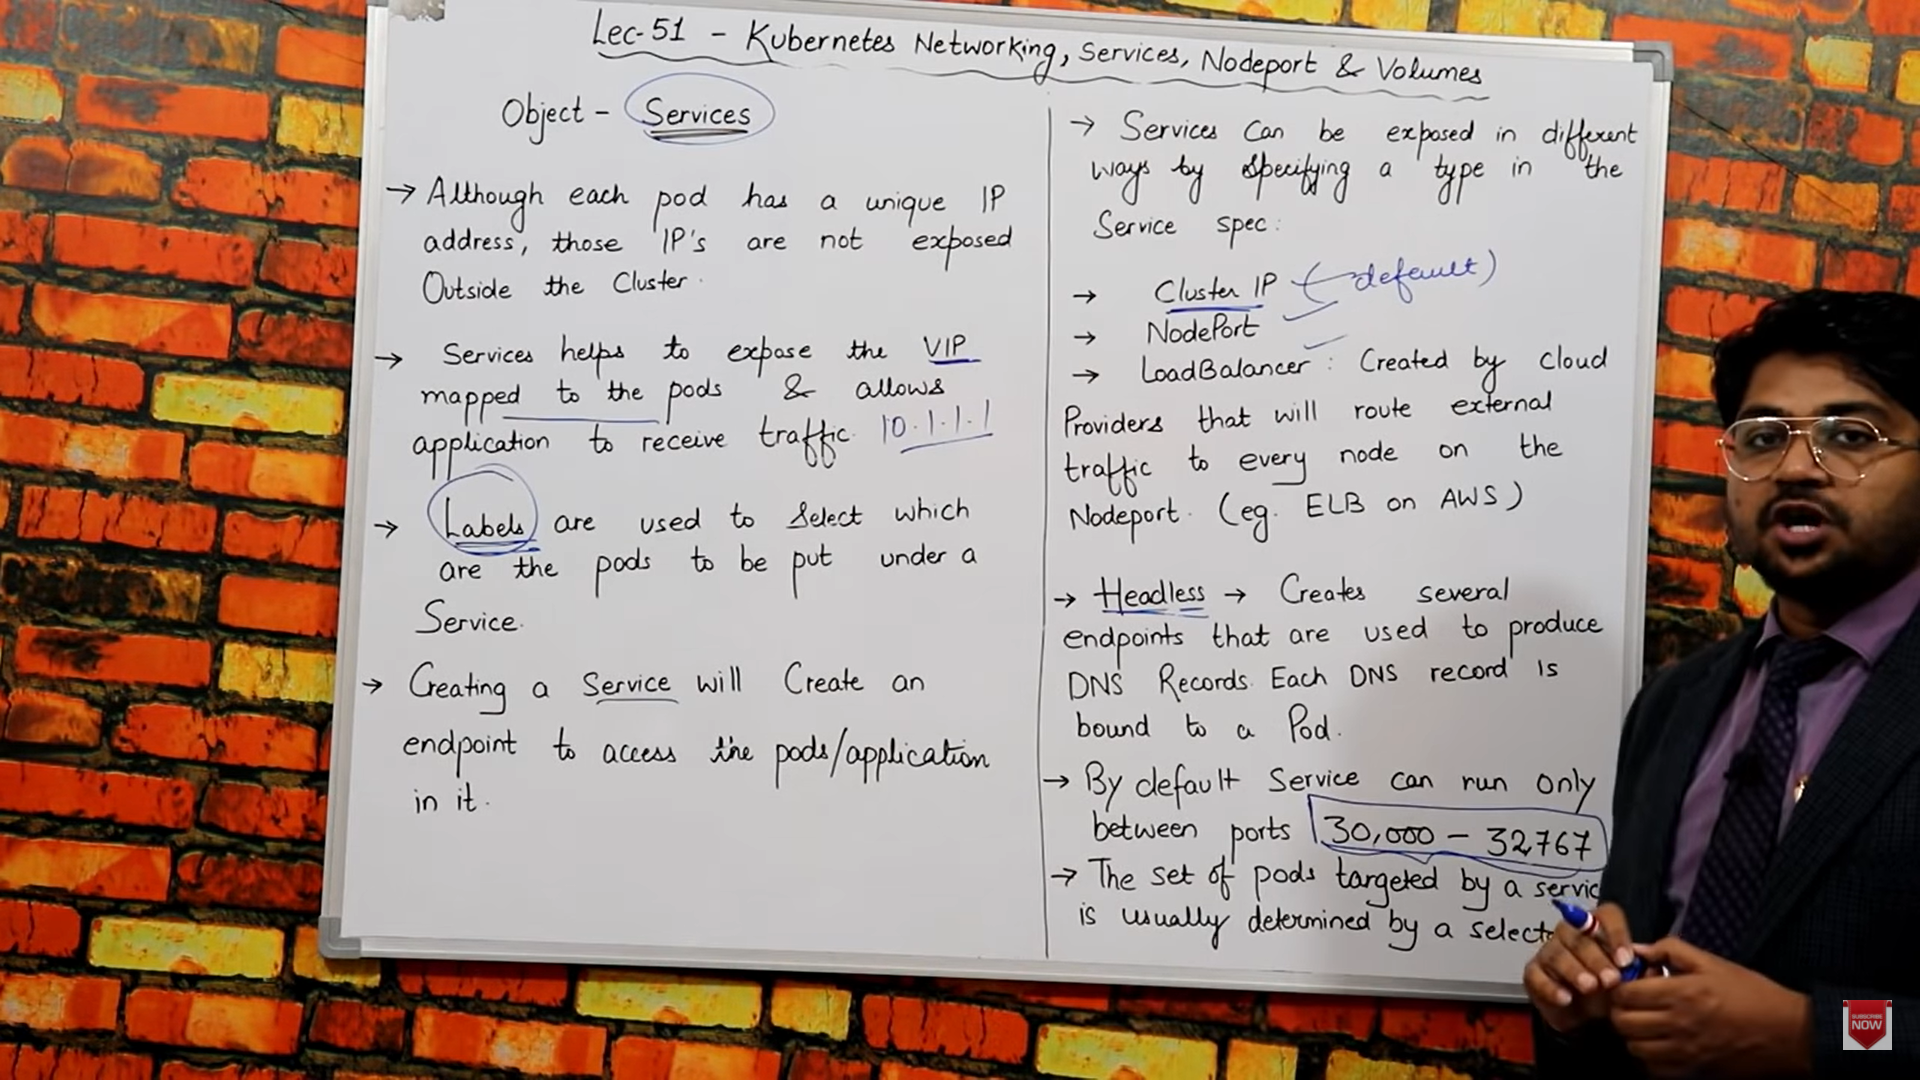 Lec-51 - Kubernetes Networking, Services, Nodeport & Volumes
Object - Services
→ Although each pod has a unique IP
address, those IP's are not exposed
Outside the Cluster.
→ Services helps to expose the VIP
mapped to the pods & allows
application to receive traffic. 10.1.1.1
→ Labels are used to Select which
are the pods to be put under a
Service.
→ Creating a Service will Create an
endpoint to access the pods/application
in it.
→ Services Can be exposed in different
ways by specifying a type in the
Service spec:
→ Cluster IP (default)
→ NodePort
→ LoadBalancer : Created by cloud
Providers that will route external
traffic to every node on the
Nodeport. (eg. ELB on AWS)
→ Headless → Creates several
endpoints that are used to produce
DNS Records. Each DNS record is
bound to a Pod.
→ By default Service can run only
between ports 30,000 - 32767
→ The set of pods targeted by a servic
is usually determined by a select
SUBSCRIBE
NOW